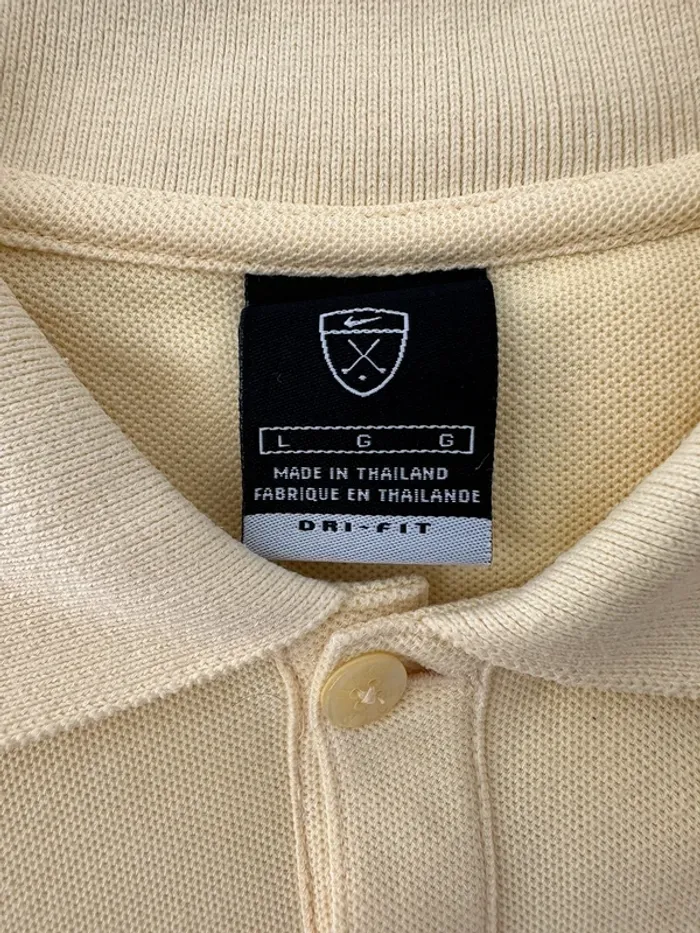 L G G
MADE IN THAILAND
FABRIQUE EN THAILANDE
DRI-FIT